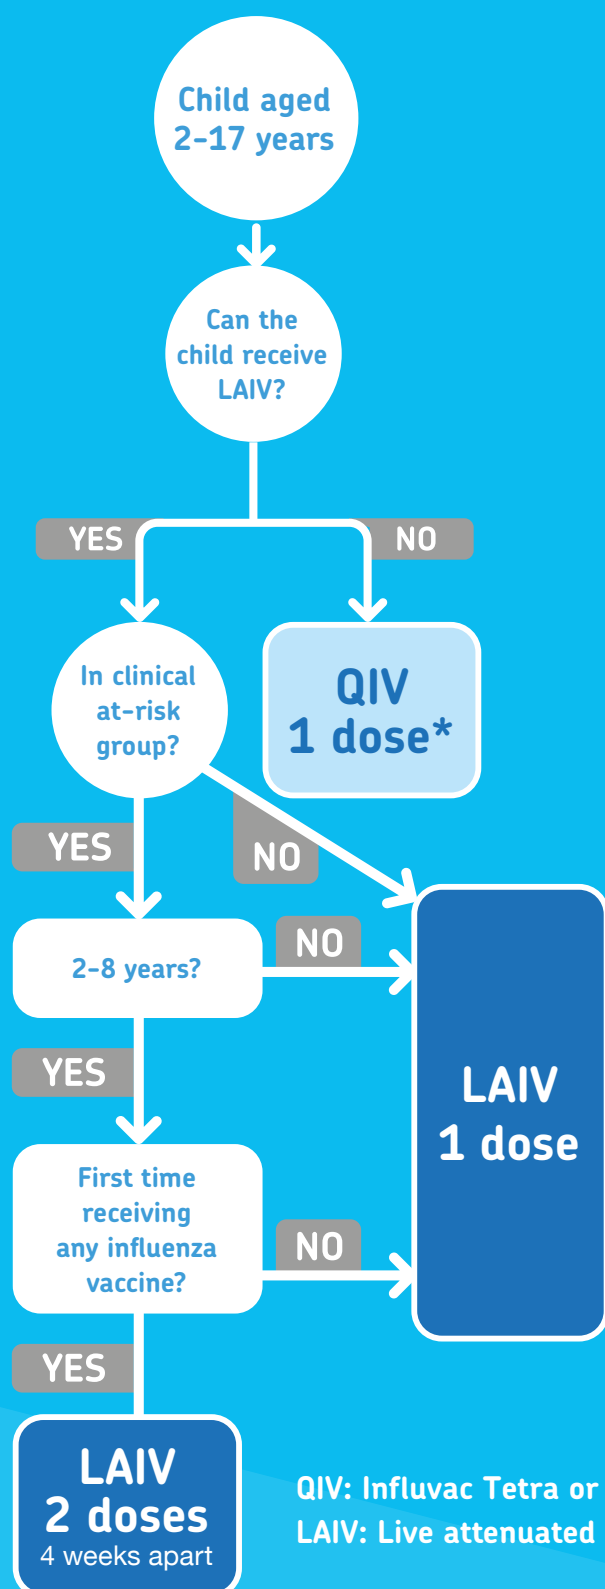 Child aged
2-17 years
Can the
child receive
LAIV?
YES
NO
In clinical
at-risk
group?
QIV
1 dose*
YES
NO
2-8 years?
NO
LAIV
1 dose
YES
First time
receiving
any influenza
vaccine?
NO
YES
LAIV
2 doses
4 weeks apart
QIV: Influvac Tetra or
LAIV: Live attenuated